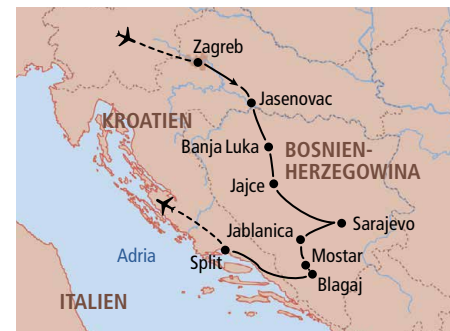 Zagreb
Jasenovac
KROATIEN
Banja Luka
BOSNIEN-
HERZEGOWINA
Jajce
Sarajevo
Jablanica
Mostar
Adria
Split
Blagaj
ITALIEN